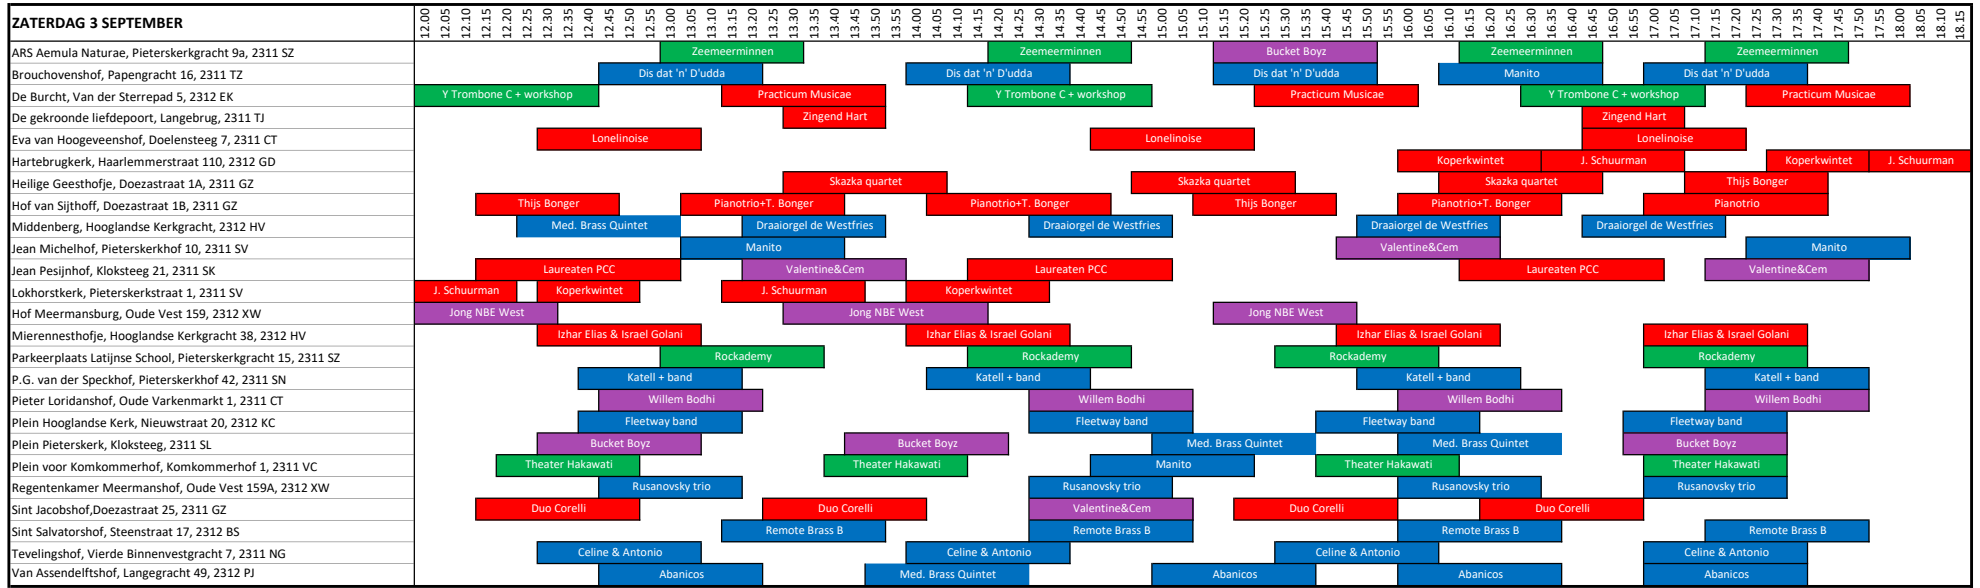 ZATERDAG 3 SEPTEMBER 12.00 12.05 12.10 12.15 12.20 12.25 12.30 12.35 12.40 12.45 12.50 12.55 13.00 13.05 13.10 13.15 13.20 13.25 13.30 13.35 13.40 13.45 13.50 13.55 14.00 14.05 14.10 14.15 14.20 14.25 14.30 14.35 14.40 14.45 14.50 14.55 15.00 15.05 15.10 15.15 15.20 15.25 15.30 15.35 15.40 15.45 15.50 15.55 16.00 16.05 16.10 16.15 16.20 16.25 16.30 16.35 16.40 16.45 16.50 16.55 17.00 17.05 17.10 17.15 17.20 17.25 17.30 17.35 17.40 17.45 17.50 17.55 18.00 18.05 18.10 18.15
ARS Aemula Naturae, Pieterskerkgracht 9a, 2311 SZ Zeemeerminnen Zeemeerminnen Bucket Boyz Zeemeerminnen Zeemeerminnen
Brouchovenshof, Papengracht 16, 2311 TZ Dis dat 'n' D'udda Dis dat 'n' D'udda Dis dat 'n' D'udda Manito Dis dat 'n' D'udda
De Burcht, Van der Sterrepad 5, 2312 EK Y Trombone C + workshop Practicum Musicae Y Trombone C + workshop Practicum Musicae Y Trombone C + workshop Practicum Musicae
De gekroonde liefdepoort, Langebrug, 2311 TJ Zingend Hart Zingend Hart
Eva van Hoogeveenshof, Doelensteeg 7, 2311 CT Lonelinoise Lonelinoise Lonelinoise
Hartebrugkerk, Haarlemmerstraat 110, 2312 GD Koperkwintet J. Schuurman Koperkwintet J. Schuurman
Heilige Geesthofje, Doezastraat 1A, 2311 GZ Skazka quartet Skazka quartet Skazka quartet Thijs Bonger
Hof van Sijthoff, Doezastraat 1B, 2311 GZ Thijs Bonger Pianotrio+T. Bonger Pianotrio+T. Bonger Thijs Bonger Pianotrio+T. Bonger Pianotrio
Middenberg, Hooglandse Kerkgracht, 2312 HV Med. Brass Quintet Draaiorgel de Westfries Draaiorgel de Westfries Draaiorgel de Westfries Draaiorgel de Westfries
Jean Michelhof, Pieterskerkhof 10, 2311 SV Manito Valentine&Cem Manito
Jean Pesijnhof, Kloksteeg 21, 2311 SK Laureaten PCC Valentine&Cem Laureaten PCC Laureaten PCC Valentine&Cem
Lokhorstkerk, Pieterskerkstraat 1, 2311 SV J. Schuurman Koperkwintet J. Schuurman Koperkwintet
Hof Meermansburg, Oude Vest 159, 2312 XW Jong NBE West Jong NBE West Jong NBE West
Mierennesthofje, Hooglandse Kerkgracht 38, 2312 HV Izhar Elias & Israel Golani Izhar Elias & Israel Golani Izhar Elias & Israel Golani Izhar Elias & Israel Golani
Parkeerplaats Latijnse School, Pieterskerkgracht 15, 2311 SZ Rockademy Rockademy Rockademy Rockademy
P.G. van der Speckhof, Pieterskerkhof 42, 2311 SN Katell + band Katell + band Katell + band Katell + band
Pieter Loridanshof, Oude Varkenmarkt 1, 2311 CT Willem Bodhi Willem Bodhi Willem Bodhi Willem Bodhi
Plein Hooglandse Kerk, Nieuwstraat 20, 2312 KC Fleetway band Fleetway band Fleetway band Fleetway band
Plein Pieterskerk, Kloksteeg, 2311 SL Bucket Boyz Bucket Boyz Med. Brass Quintet Med. Brass Quintet Bucket Boyz
Plein voor Komkommerhof, Komkommerhof 1, 2311 VC Theater Hakawati Theater Hakawati Manito Theater Hakawati Theater Hakawati
Regentenkamer Meermanshof, Oude Vest 159A, 2312 XW Rusanovsky trio Rusanovsky trio Rusanovsky trio Rusanovsky trio
Sint Jacobshof,Doezastraat 25, 2311 GZ Duo Corelli Duo Corelli Valentine&Cem Duo Corelli Duo Corelli
Sint Salvatorshof, Steenstraat 17, 2312 BS Remote Brass B Remote Brass B Remote Brass B Remote Brass B
Tevelingshof, Vierde Binnenvestgracht 7, 2311 NG Celine & Antonio Celine & Antonio Celine & Antonio Celine & Antonio
Van Assendelftshof, Langegracht 49, 2312 PJ Abanicos Med. Brass Quintet Abanicos Abanicos Abanicos